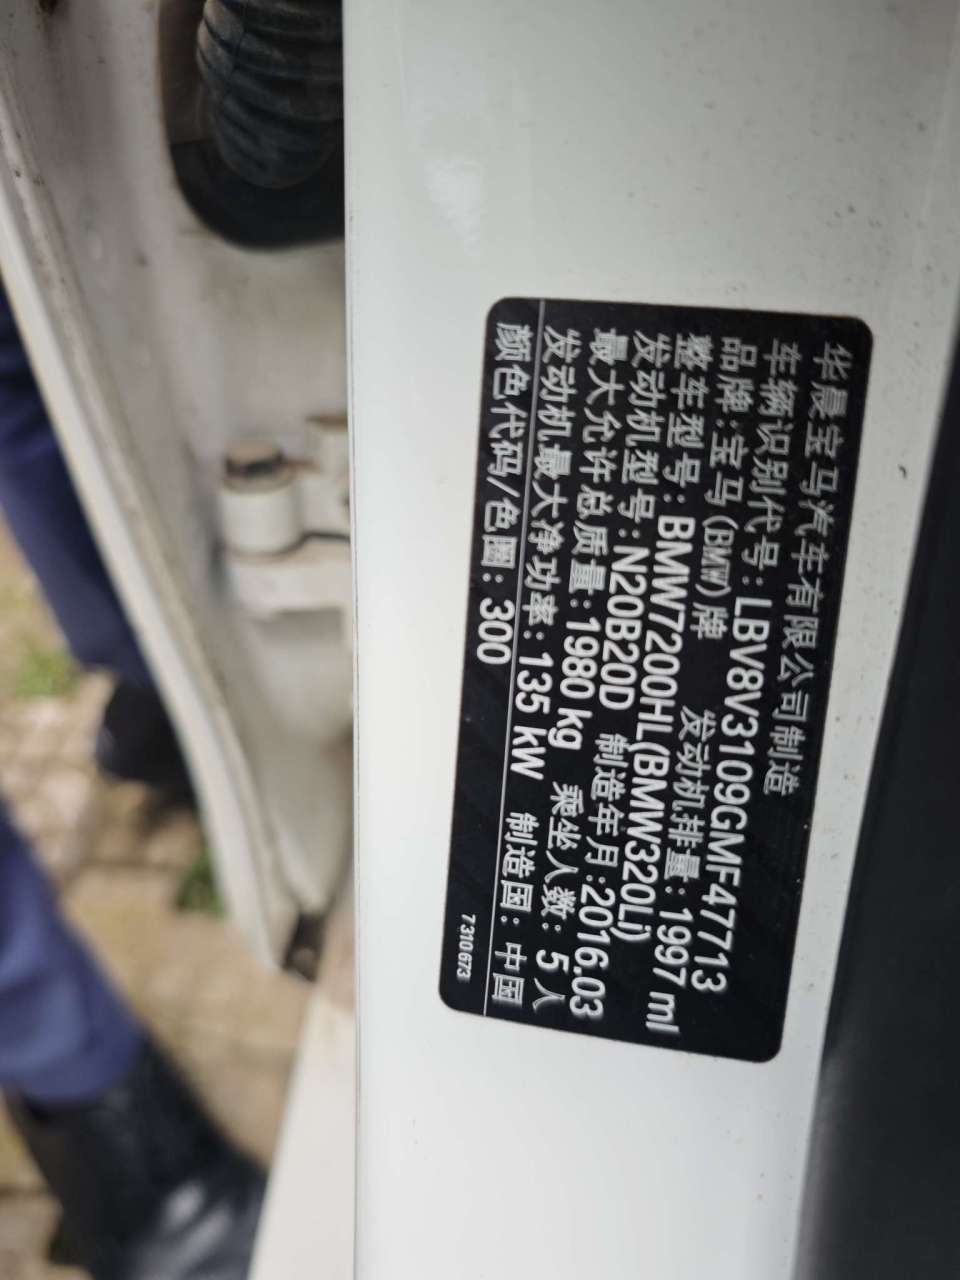 华晨宝马汽车有限公司制造
车辆识别代号:LBV8V3109GMF47713
品牌:宝马(BMW)牌 发动机排量:1997 ml
整车型号:BMW7200HL(BMW320Li)
发动机型号:N20B20D 制造年月:2016.03
最大允许总质量:1980 kg 乘坐人数:5人
发动机最大净功率:135 kW 制造国:中国
颜色代码/色圈:300
7310673